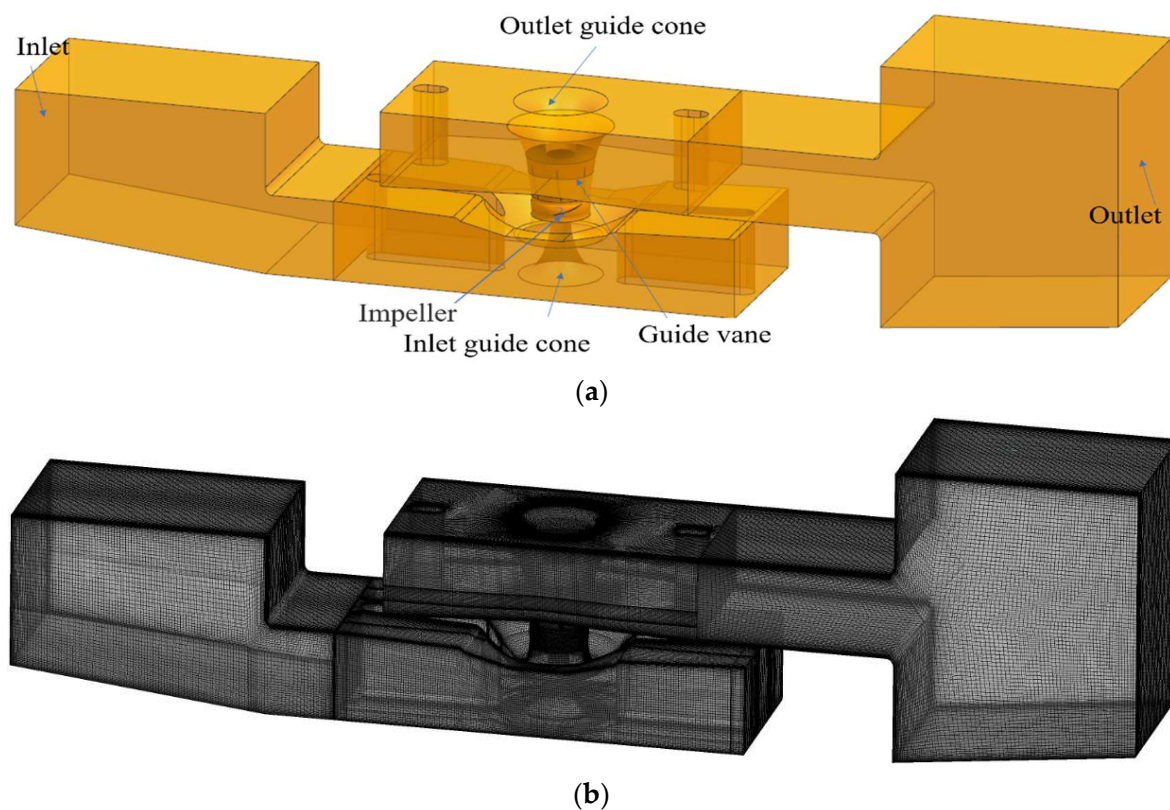 Outlet guide cone
Inlet
Outlet
Impeller
Guide vane
Inlet guide cone
(a)
(b)